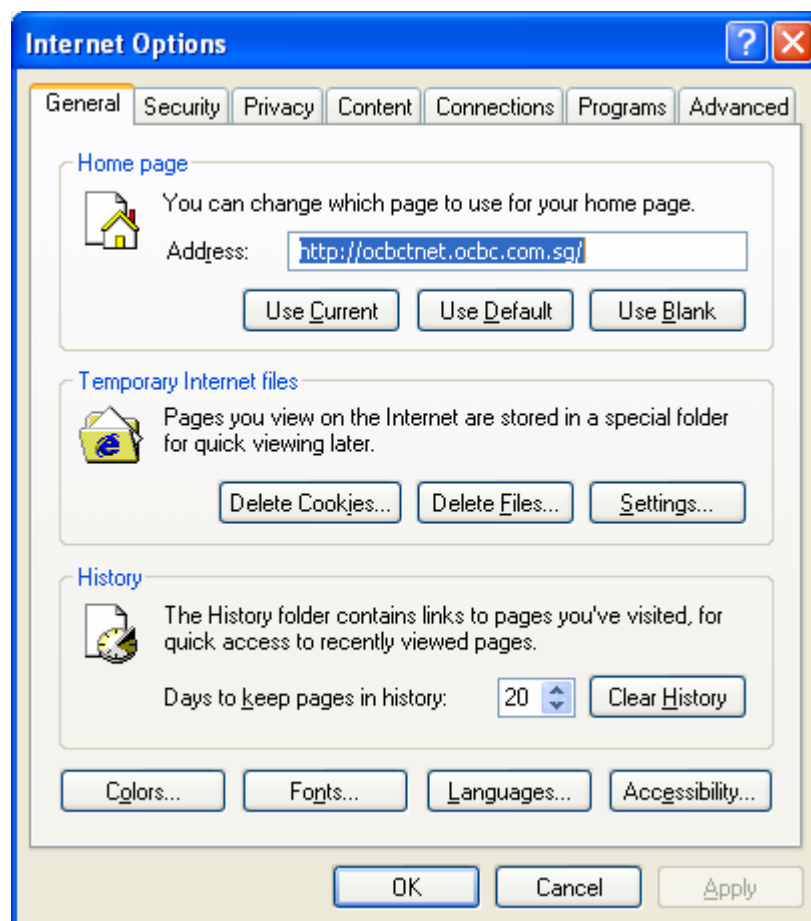 Internet Options
General Security Privacy Content Connections Programs Advanced
Home page
You can change which page to use for your home page.
Address: http://ocbctnet.ocbc.com.sg/
Use Current Use Default Use Blank
Temporary Internet files
Pages you view on the Internet are stored in a special folder
for quick viewing later.
Delete Cookies... Delete Files... Settings...
History
The History folder contains links to pages you've visited, for
quick access to recently viewed pages.
Days to keep pages in history: 20 Clear History
Colors... Fonts... Languages... Accessibility...
OK Cancel Apply